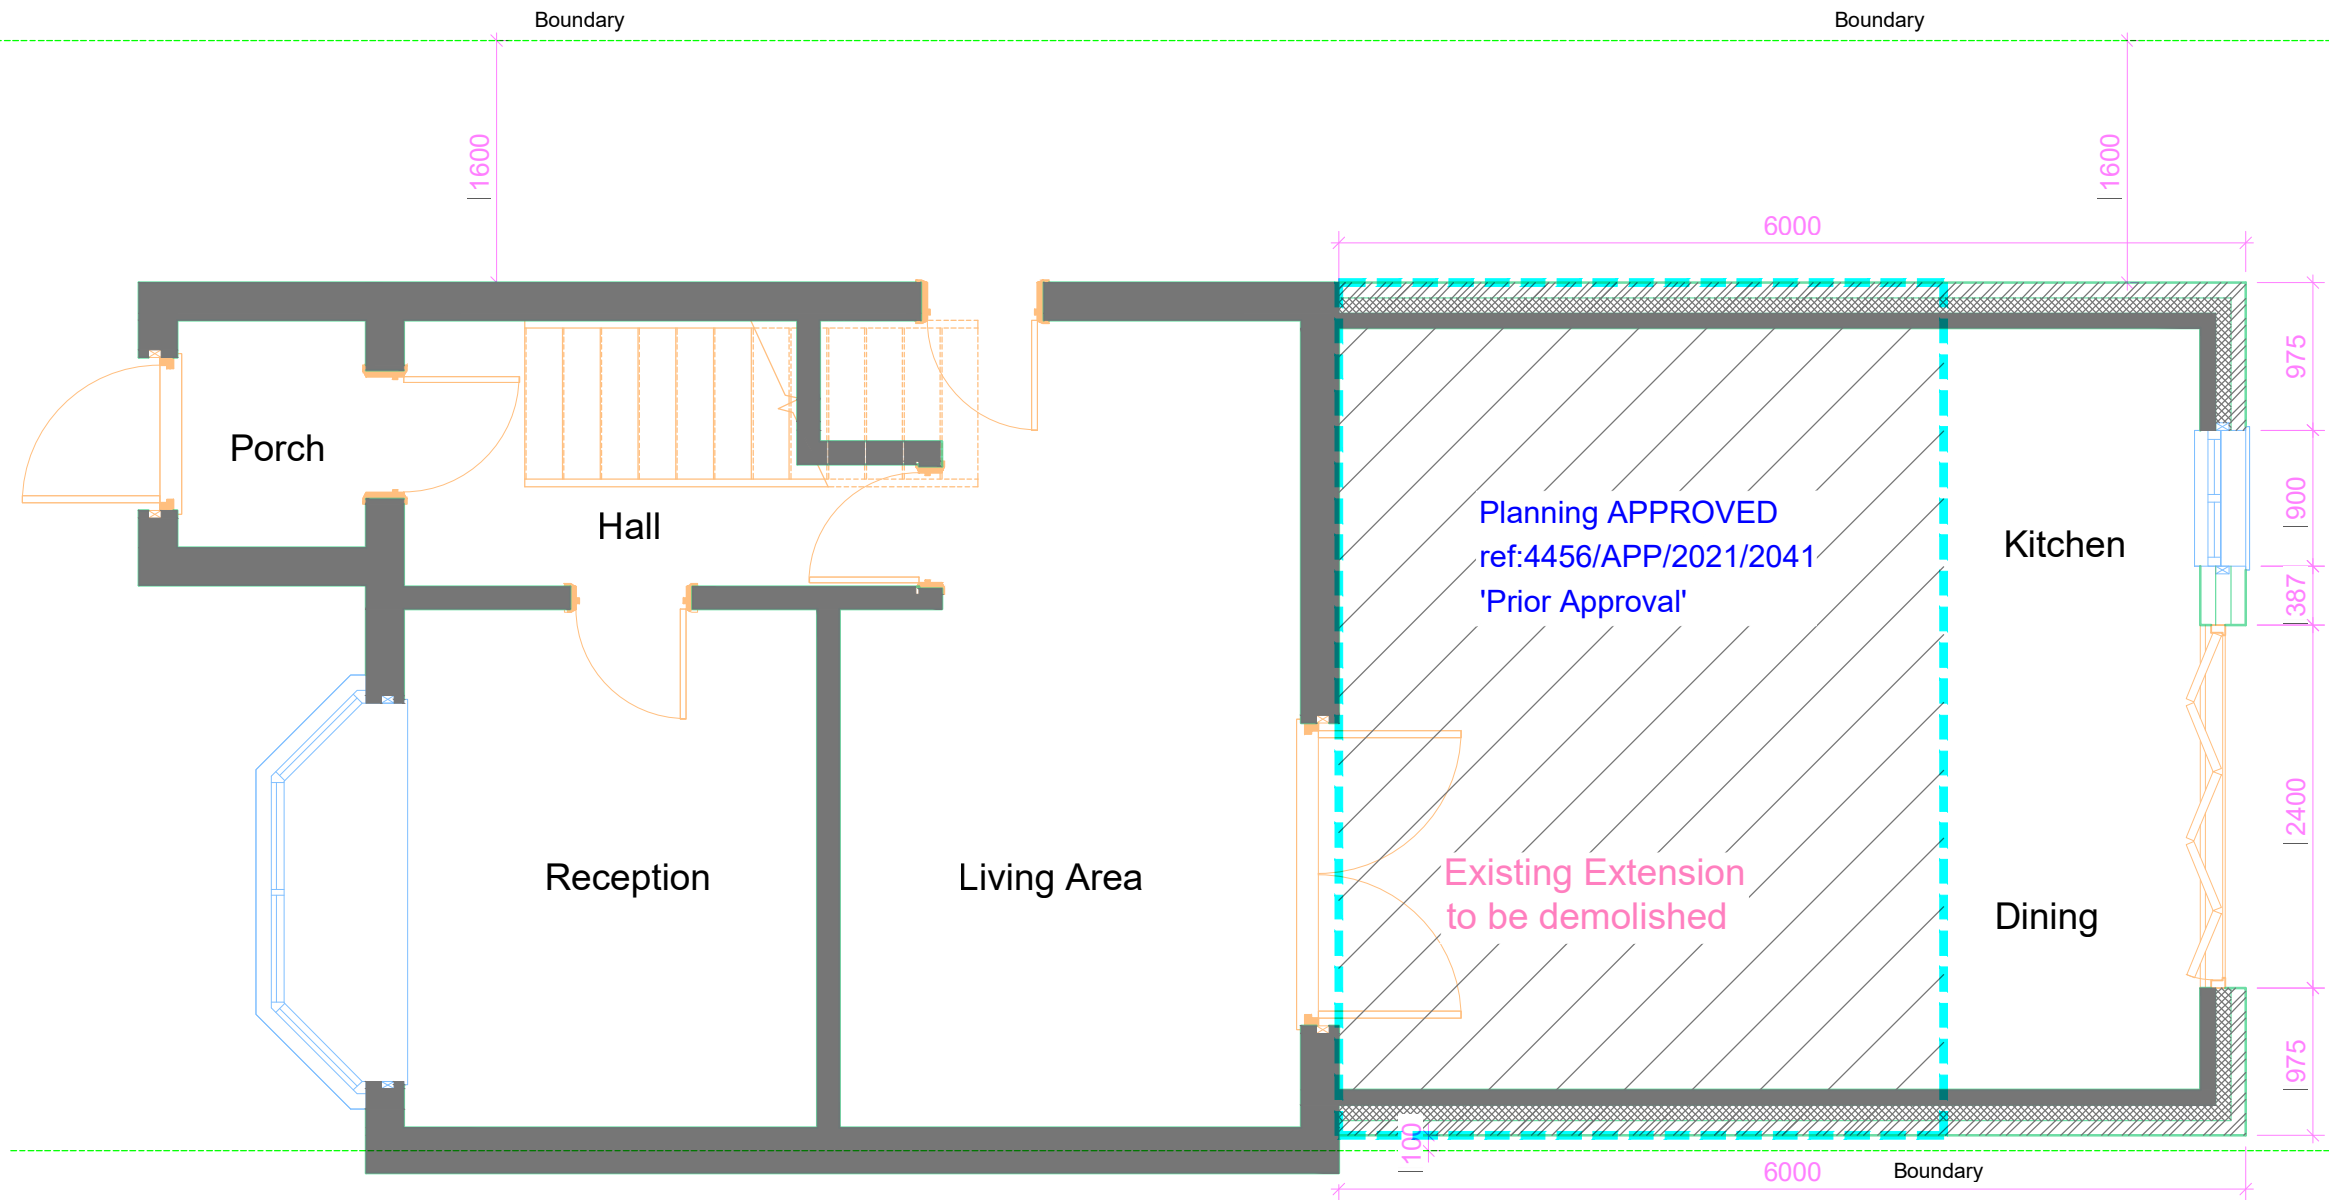 Boundary
Boundary
1600
1600
6000
975
Porch
Hall
Planning APPROVED
ref:4456/APP/2021/2041
'Prior Approval'
900
Kitchen
387
2400
Reception
Living Area
Existing Extension
to be demolished
Dining
975
100
6000
Boundary